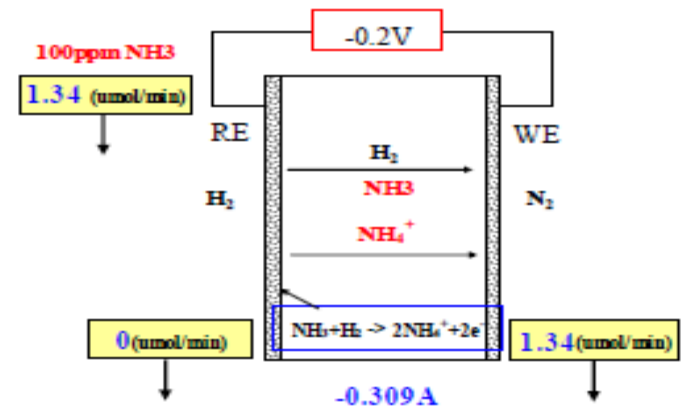 -0.2V
100ppm NH3
1.34 (umol/min)
RE
WE
H₂
NH3
H₂
N₂
NH₄⁺
NH₃+H₂ -> 2NH₄⁺+2e⁻
0(umol/min)
1.34(umol/min)
-0.309A